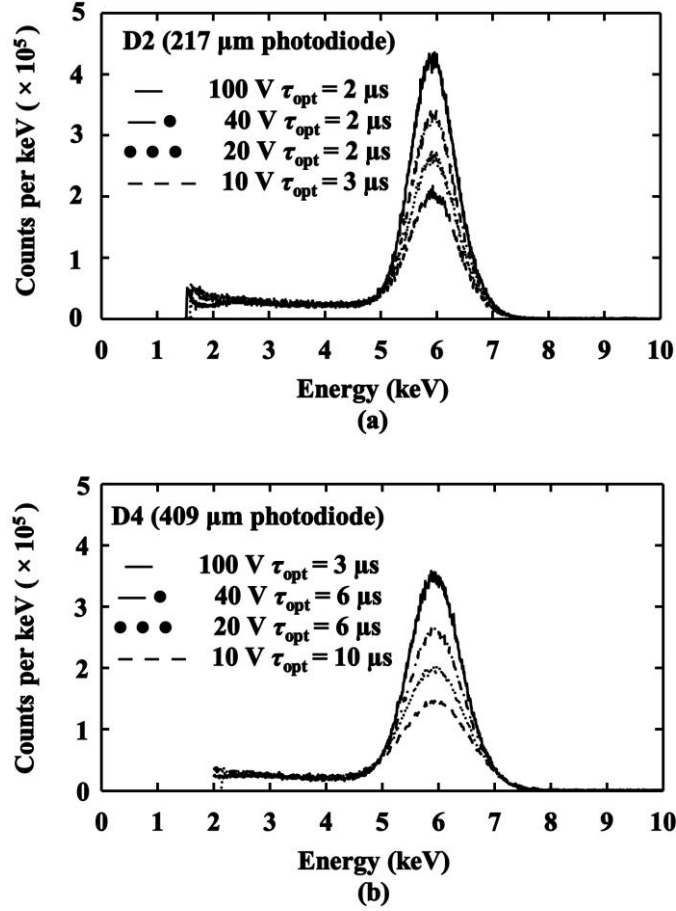 5
4
3
2
1
0
Counts per keV ( × 10⁵)
D2 (217 µm photodiode)
100 V τopt = 2 µs
40 V τopt = 2 µs
20 V τopt = 2 µs
10 V τopt = 3 µs
0 1 2 3 4 5 6 7 8 9 10
Energy (keV)
(a)
5
4
3
2
1
0
Counts per keV ( × 10⁵)
D4 (409 µm photodiode)
100 V τopt = 3 µs
40 V τopt = 6 µs
20 V τopt = 6 µs
10 V τopt = 10 µs
0 1 2 3 4 5 6 7 8 9 10
Energy (keV)
(b)